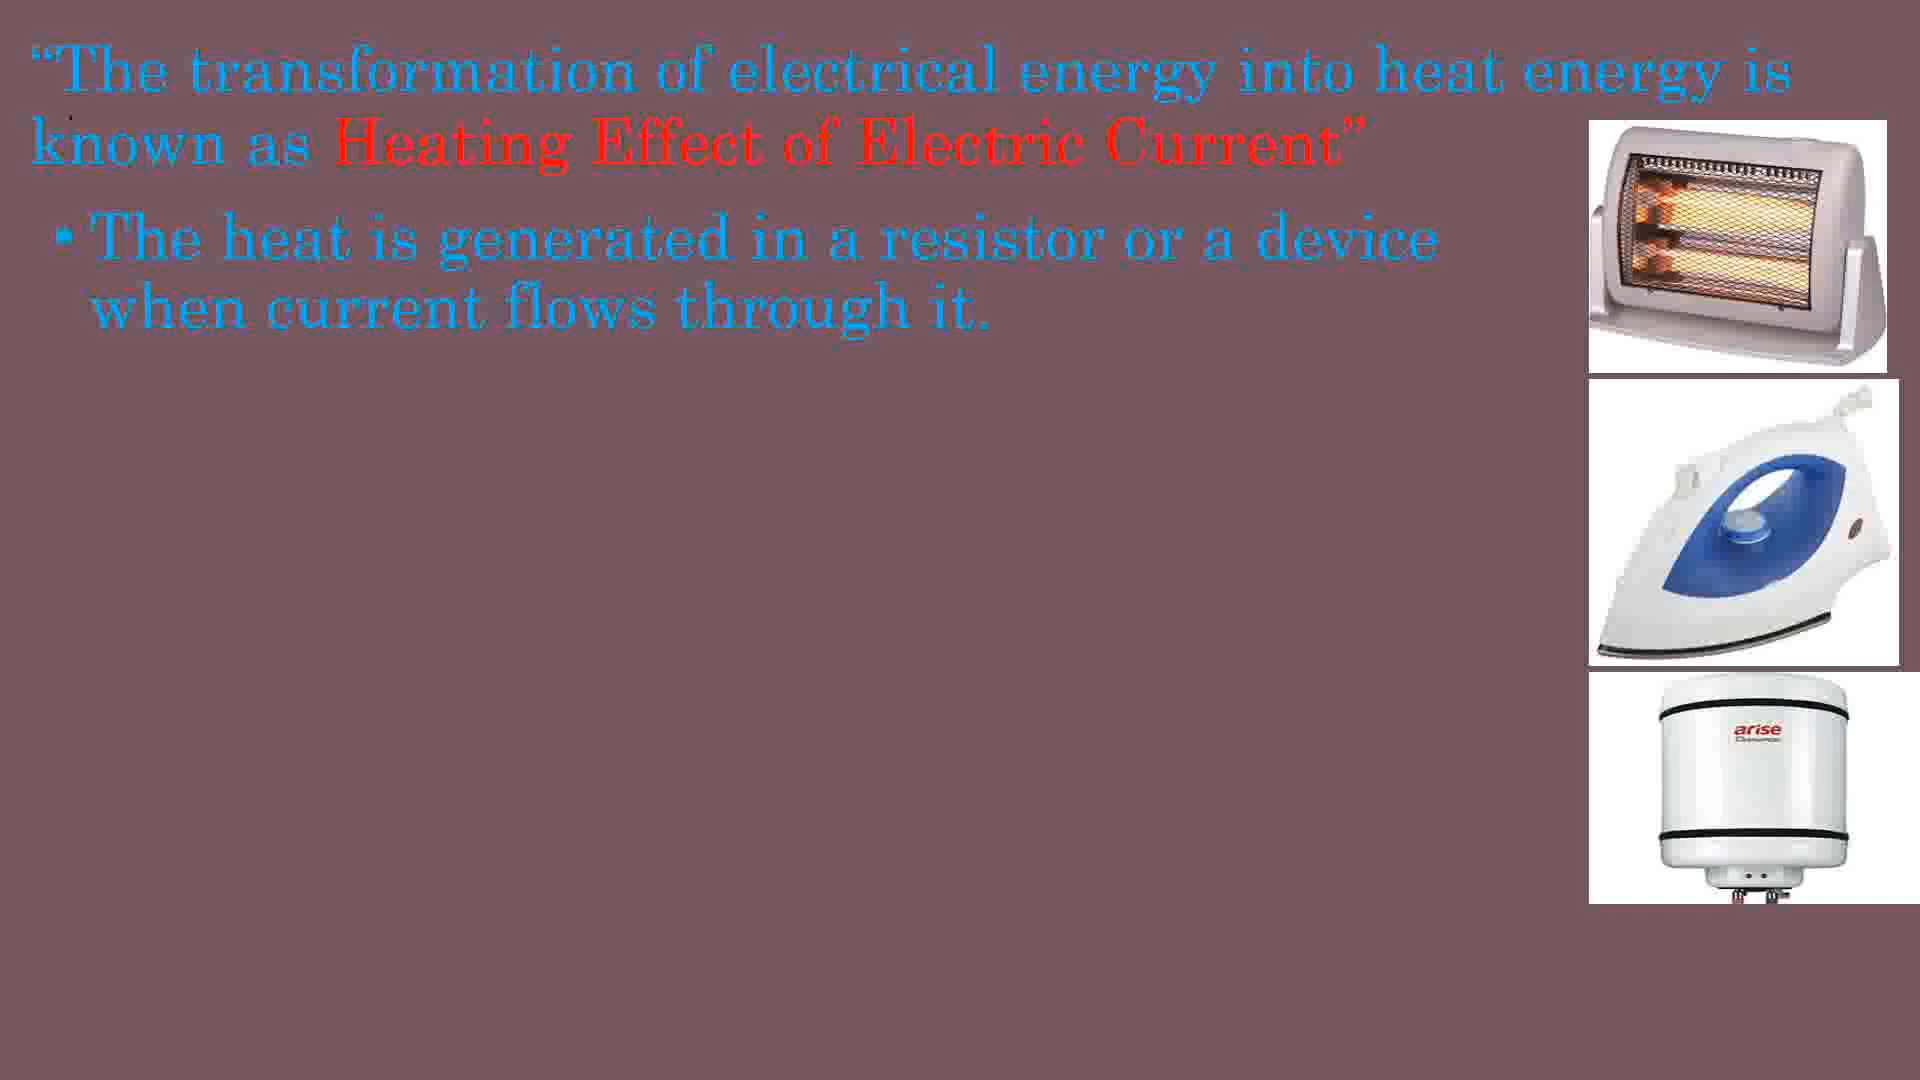 “The transformation of electrical energy into heat energy is
known as Heating Effect of Electric Current”
• The heat is generated in a resistor or a device
when current flows through it.
arise